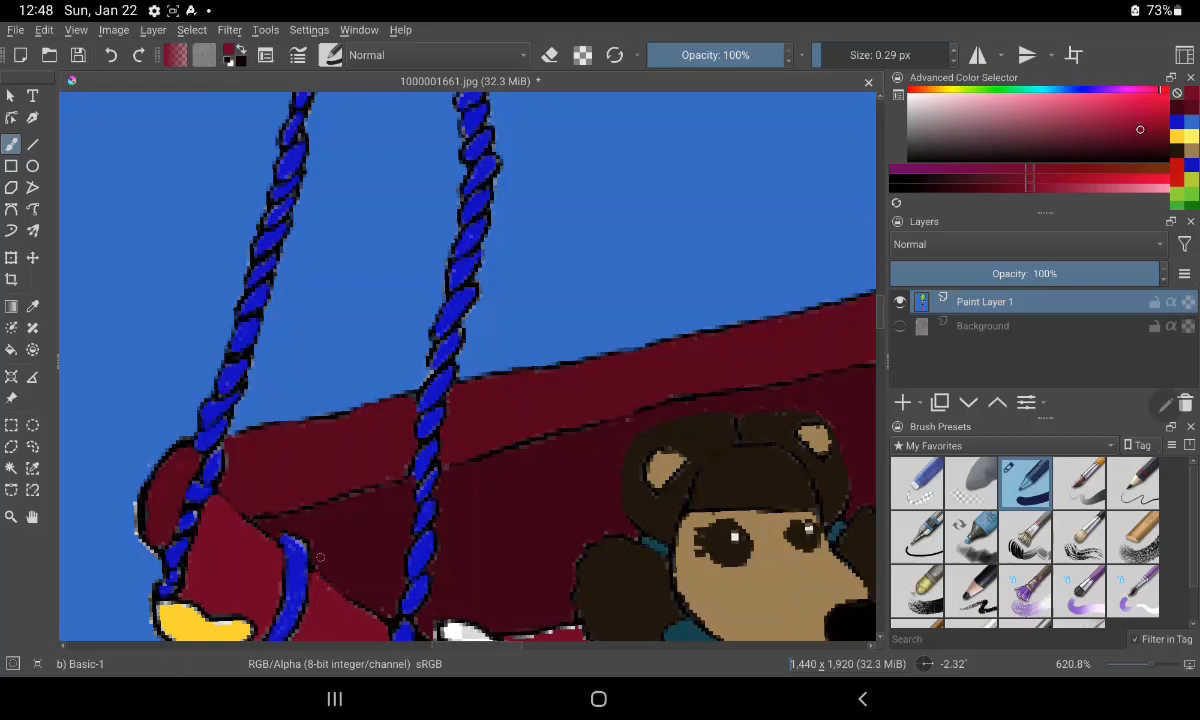 12:48 Sun, Jan 22
73%
File Edit View Image Layer Select Filter Tools Settings Window Help
Normal
Opacity: 100%
Size: 0.29 px
1000001661.jpg (32.3 MiB) *
Advanced Color Selector
Layers
Normal
Opacity: 100%
Paint Layer 1
Background
Brush Presets
My Favorites
Tag
Search
Filter in Tag
b) Basic-1
RGB/Alpha (8-bit integer/channel) sRGB
1,440 x 1,920 (32.3 MiB)
-2.32°
620.8%